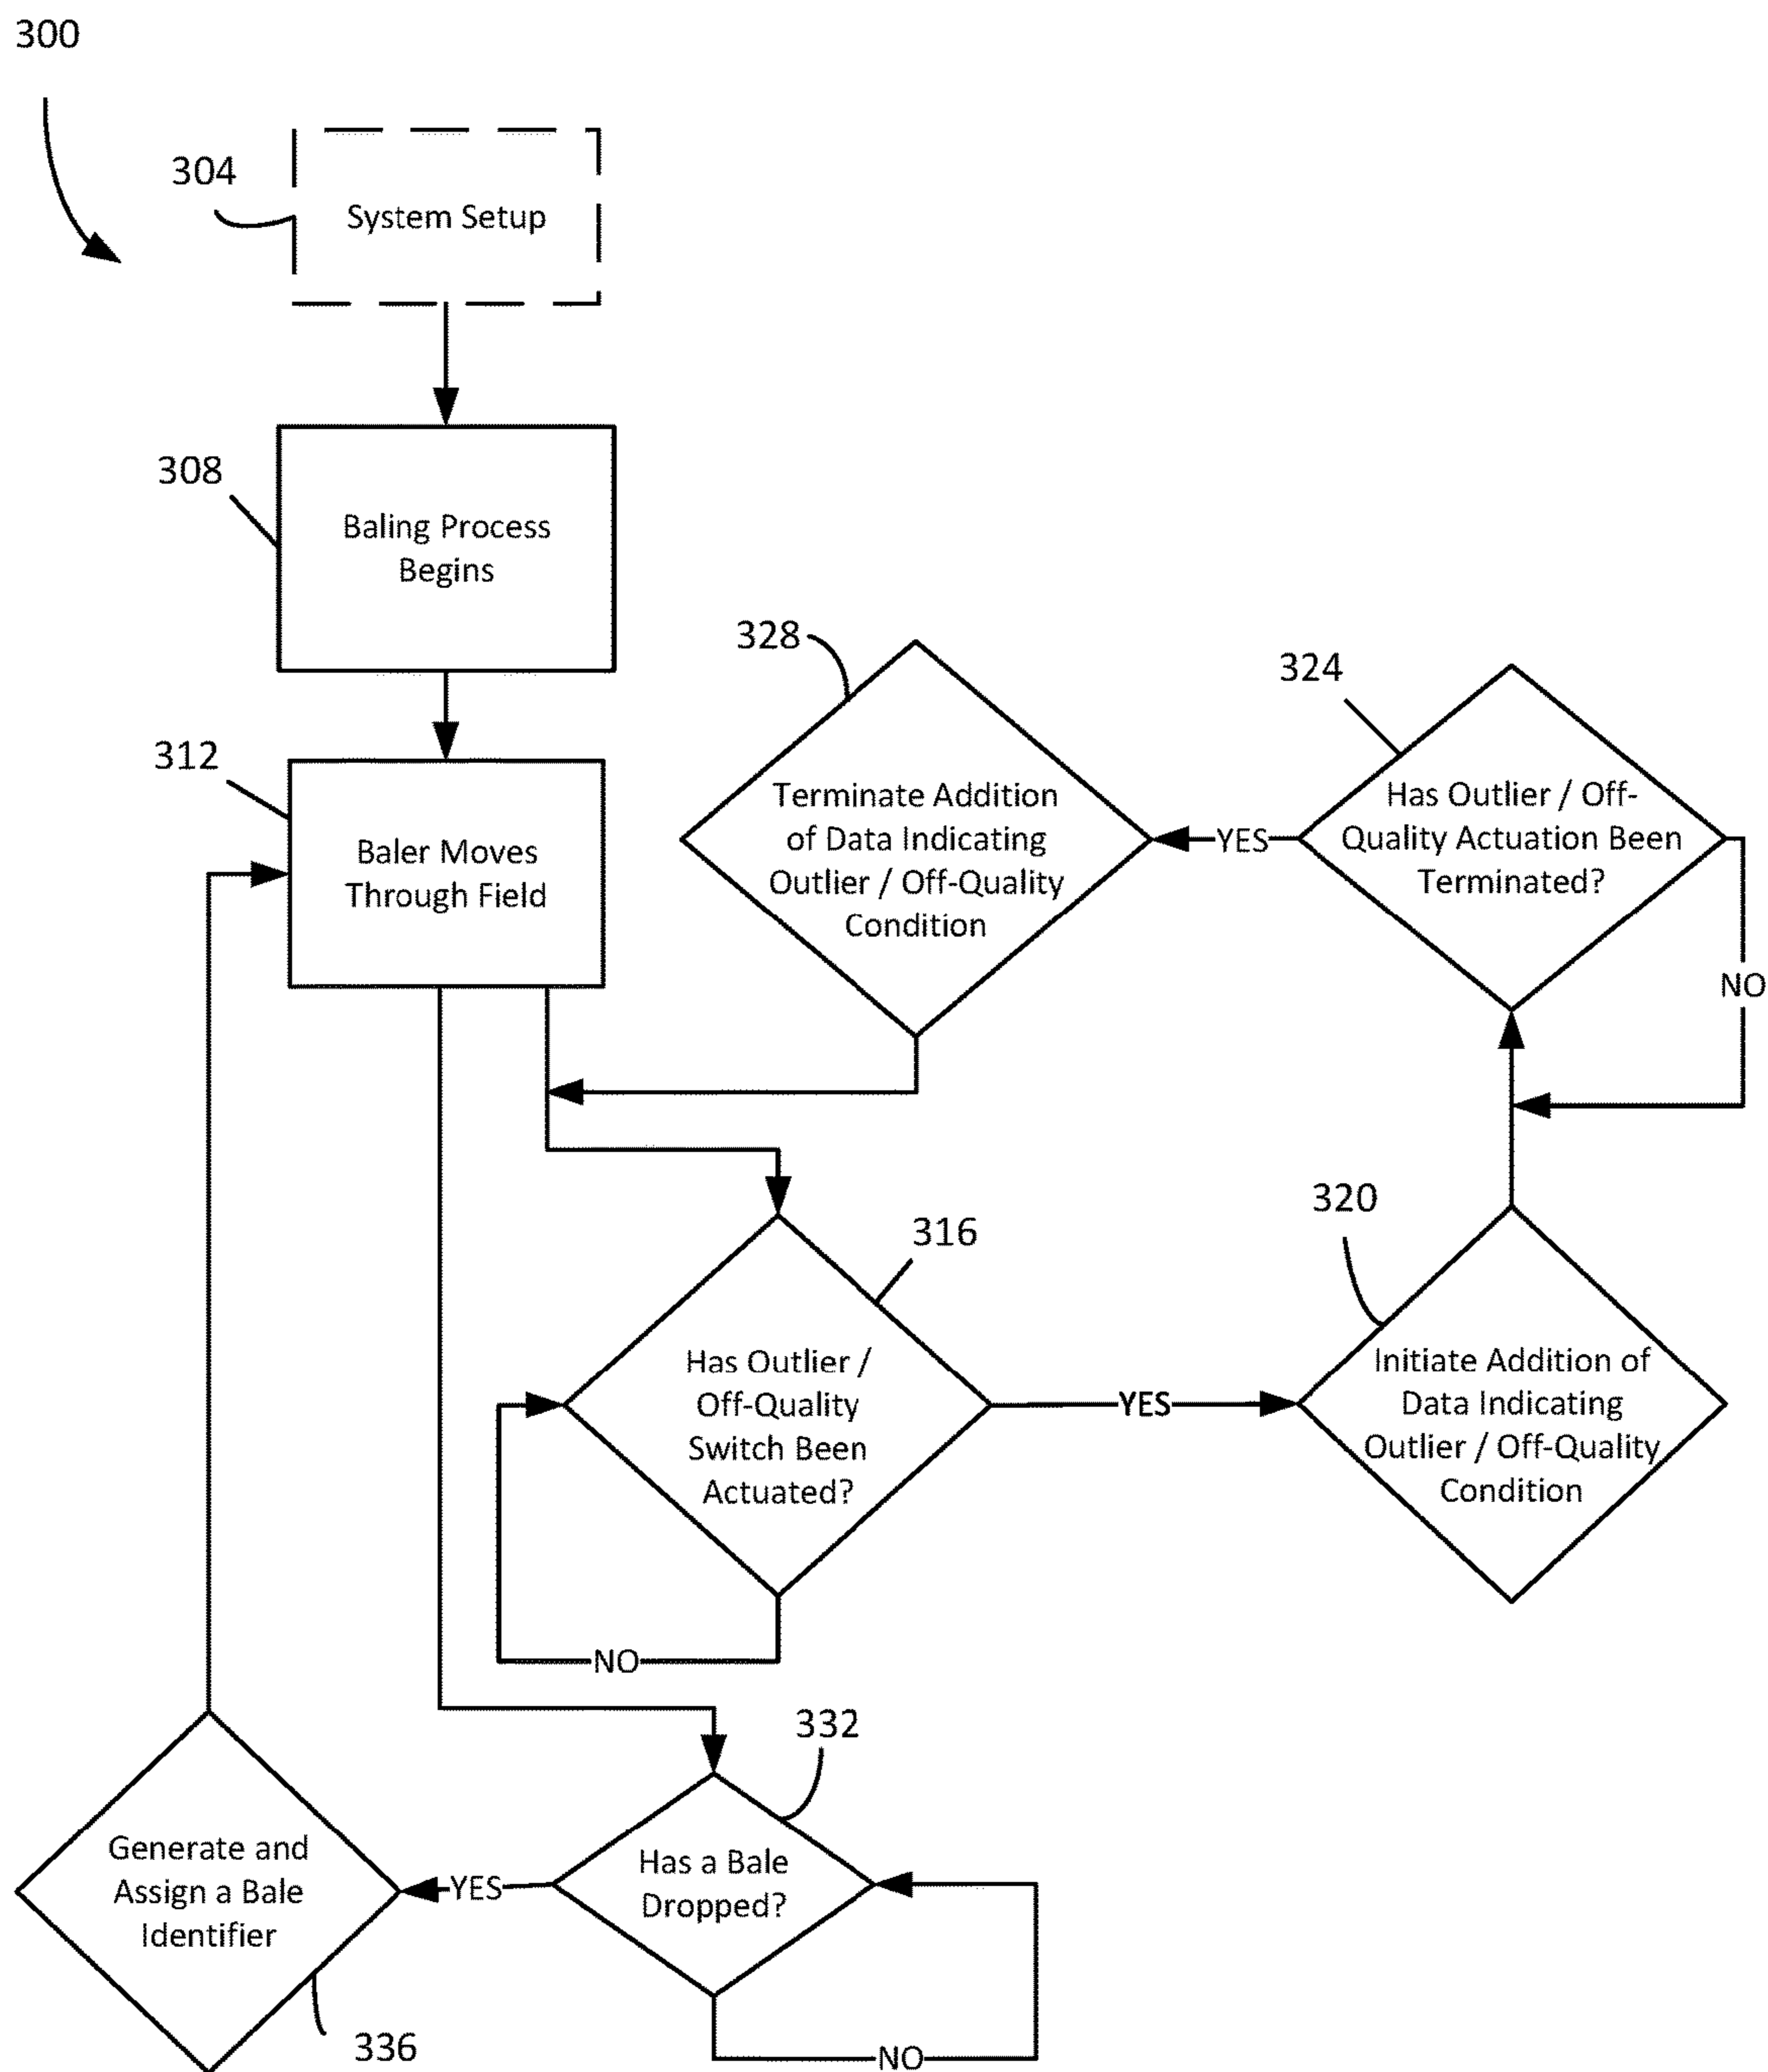 300
304
System Setup
308
Baling Process
Begins
312
Baler Moves
Through Field
328
Terminate Addition
of Data Indicating
Outlier / Off-Quality
Condition
YES
324
Has Outlier / Off-
Quality Actuation Been
Terminated?
NO
316
Has Outlier /
Off-Quality
Switch Been
Actuated?
YES
NO
320
Initiate Addition of
Data Indicating
Outlier / Off-Quality
Condition
332
Has a Bale
Dropped?
YES
NO
Generate and
Assign a Bale
Identifier
336